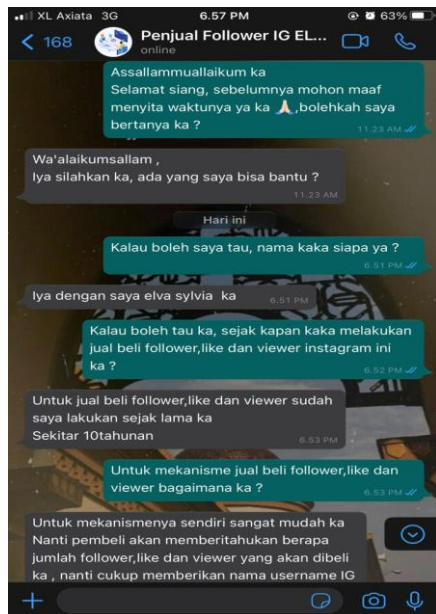 XL Axiata 3G 6.57 PM 63%
168 Penjual Follower IG EL...
online
Assallammuallaikum ka
Selamat siang, sebelumnya mohon maaf
menyita waktunya ya ka 🙏🏻,bolehkah saya
bertanya ka ?
11.23 AM
Wa'alaikumsallam ,
Iya silahkan ka, ada yang saya bisa bantu ?
11.23 AM
Hari ini
Kalau boleh saya tau, nama kaka siapa ya ?
6.51 PM
Iya dengan saya elva sylvia ka
6.51 PM
Kalau boleh tau ka, sejak kapan kaka melakukan
jual beli follower,like dan viewer instagram ini
ka ?
6.52 PM
Untuk jual beli follower,like dan viewer sudah
saya lakukan sejak lama ka
Sekitar 10tahunan
6.53 PM
Untuk mekanisme jual beli follower,like dan
viewer bagaimana ka ?
6.53 PM
Untuk mekanismenya sendiri sangat mudah ka
Nanti pembeli akan memberitahukan berapa
jumlah follower,like dan viewer yang akan dibeli
ka , nanti cukup memberikan nama username IG